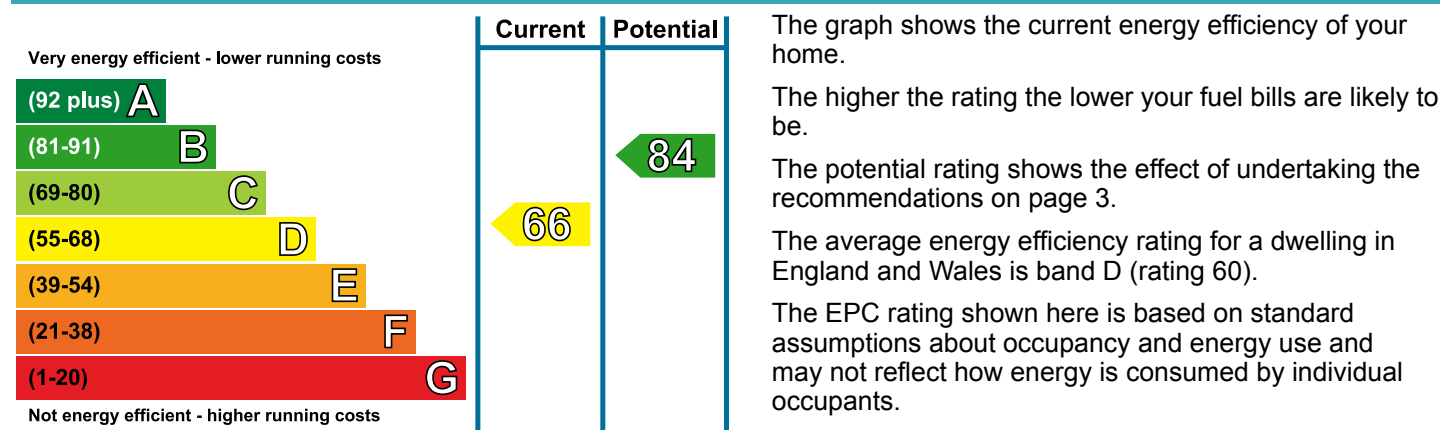 Current Potential
Very energy efficient - lower running costs
(92 plus) A
(81-91) B
84
(69-80) C
(55-68) D
66
(39-54) E
(21-38) F
(1-20) G
Not energy efficient - higher running costs
The graph shows the current energy efficiency of your
home.
The higher the rating the lower your fuel bills are likely to
be.
The potential rating shows the effect of undertaking the
recommendations on page 3.
The average energy efficiency rating for a dwelling in
England and Wales is band D (rating 60).
The EPC rating shown here is based on standard
assumptions about occupancy and energy use and
may not reflect how energy is consumed by individual
occupants.